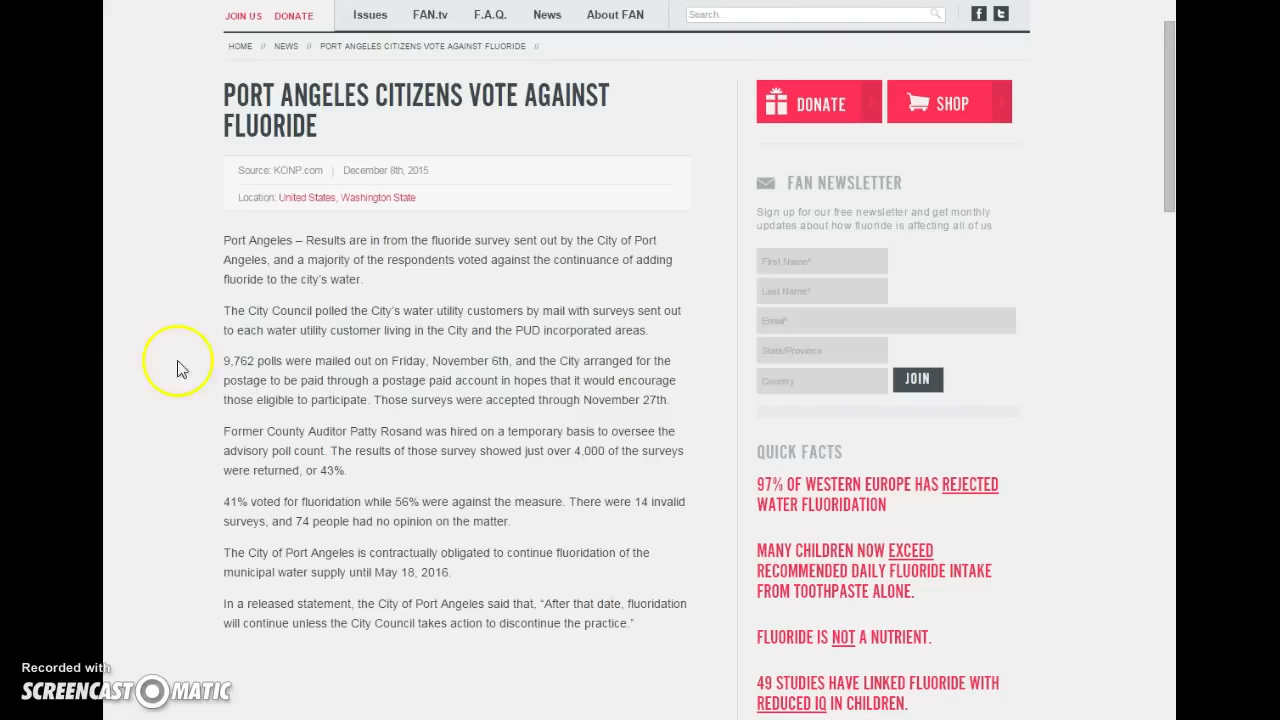 JOIN US DONATE Issues FAN.tv F.A.Q. News About FAN Search...
HOME // NEWS // PORT ANGELES CITIZENS VOTE AGAINST FLUORIDE //
PORT ANGELES CITIZENS VOTE AGAINST
FLUORIDE
Source: KONP.com | December 8th, 2015
Location: United States, Washington State
Port Angeles – Results are in from the fluoride survey sent out by the City of Port
Angeles, and a majority of the respondents voted against the continuance of adding
fluoride to the city's water.
The City Council polled the City's water utility customers by mail with surveys sent out
to each water utility customer living in the City and the PUD incorporated areas.
9,762 polls were mailed out on Friday, November 6th, and the City arranged for the
postage to be paid through a postage paid account in hopes that it would encourage
those eligible to participate. Those surveys were accepted through November 27th.
Former County Auditor Patty Rosand was hired on a temporary basis to oversee the
advisory poll count. The results of those survey showed just over 4,000 of the surveys
were returned, or 43%.
41% voted for fluoridation while 56% were against the measure. There were 14 invalid
surveys, and 74 people had no opinion on the matter.
The City of Port Angeles is contractually obligated to continue fluoridation of the
municipal water supply until May 18, 2016.
In a released statement, the City of Port Angeles said that, “After that date, fluoridation
will continue unless the City Council takes action to discontinue the practice.”
DONATE SHOP
FAN NEWSLETTER
Sign up for our free newsletter and get monthly
updates about how fluoride is affecting all of us.
First Name*
Last Name*
Email*
State/Province
Country JOIN
QUICK FACTS
97% OF WESTERN EUROPE HAS REJECTED
WATER FLUORIDATION
MANY CHILDREN NOW EXCEED
RECOMMENDED DAILY FLUORIDE INTAKE
FROM TOOTHPASTE ALONE.
FLUORIDE IS NOT A NUTRIENT.
49 STUDIES HAVE LINKED FLUORIDE WITH
REDUCED IQ IN CHILDREN.
Recorded with
SCREENCAST-O-MATIC